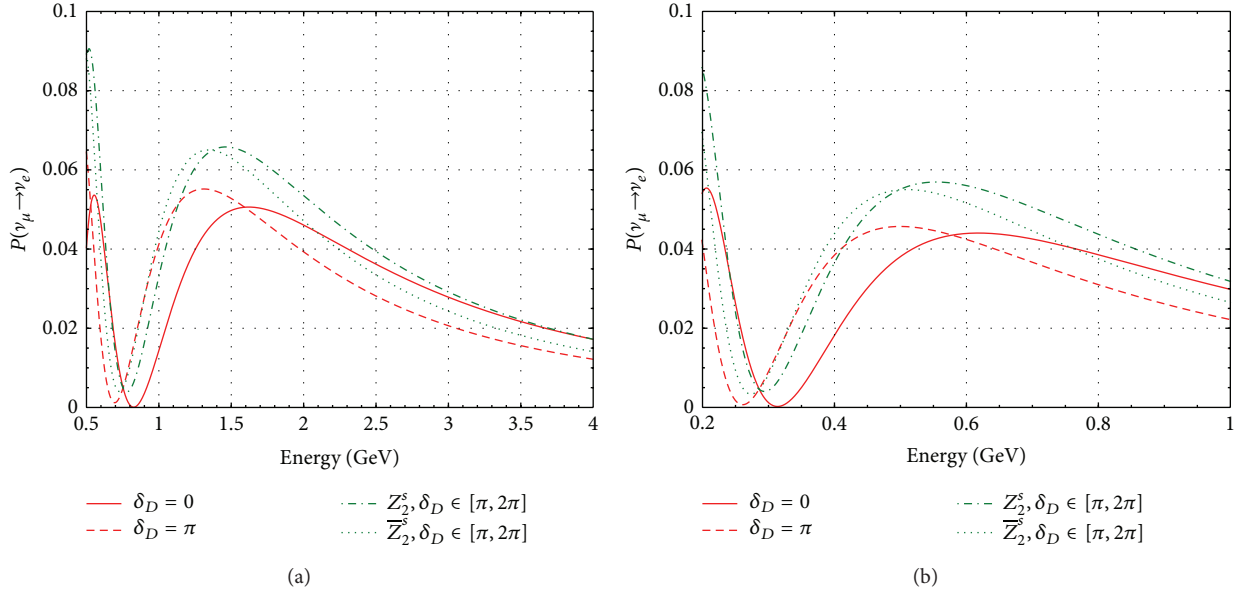 0.1
0.08
0.06
0.04
0.02
0
P(ν_μ→ν_e)
0.5 1 1.5 2 2.5 3 3.5 4
Energy (GeV)
δ_D = 0
δ_D = π
Z_2^s, δ_D ∈ [π, 2π]
Z̅_2^s, δ_D ∈ [π, 2π]
(a)
0.1
0.08
0.06
0.04
0.02
0
P(ν_μ→ν_e)
0.2 0.4 0.6 0.8 1
Energy (GeV)
δ_D = 0
δ_D = π
Z_2^s, δ_D ∈ [π, 2π]
Z̅_2^s, δ_D ∈ [π, 2π]
(b)